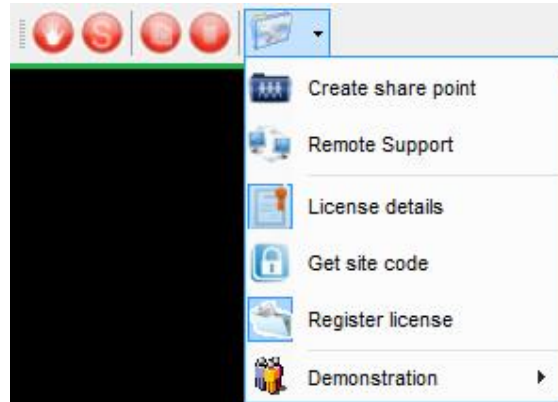 S
Create share point
Remote Support
License details
Get site code
Register license
Demonstration